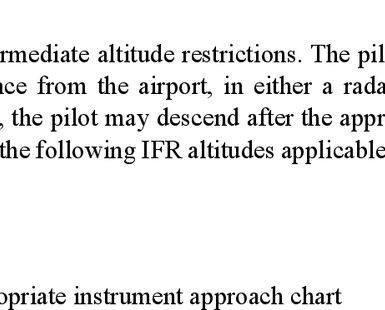 rmediate altitude restrictions. The pil
nce from the airport, in either a rada
, the pilot may descend after the appr
the following IFR altitudes applicable
opriate instrument approach chart